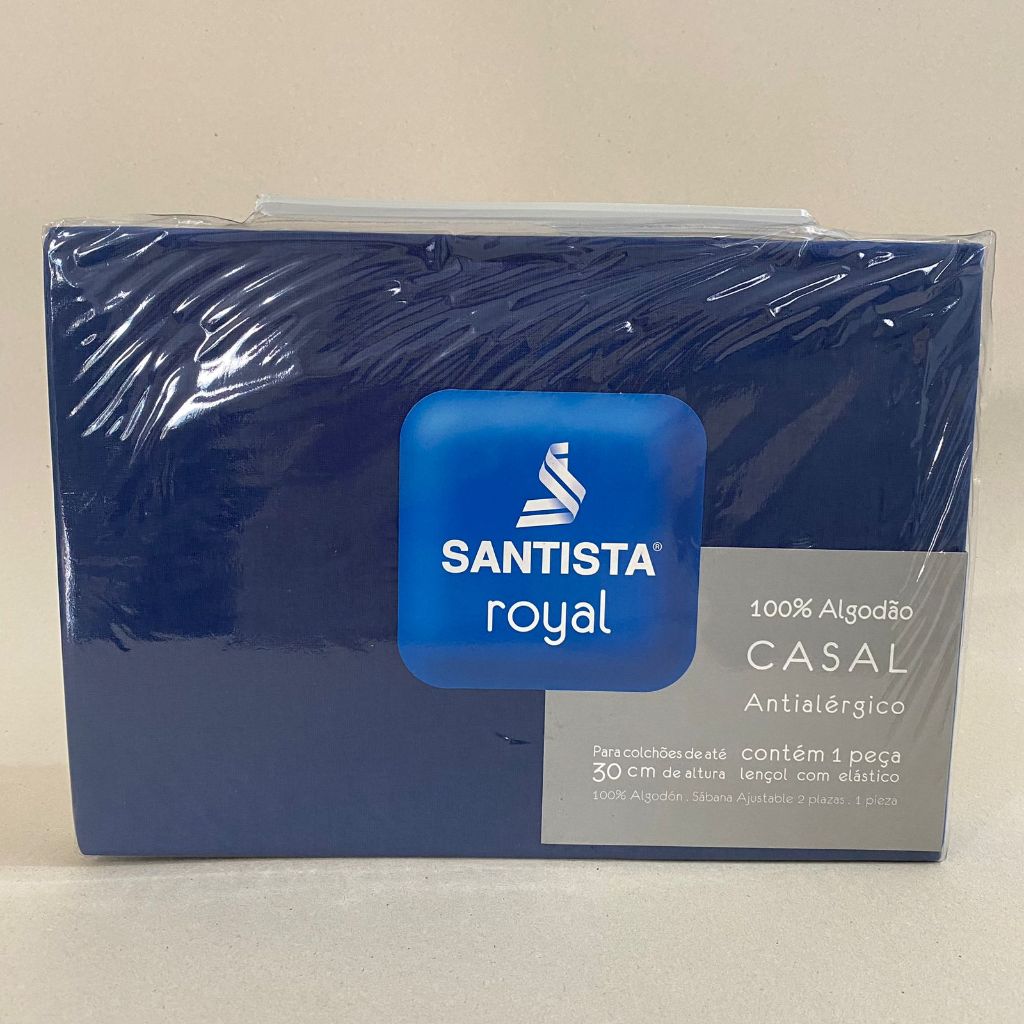 SANTISTA®
royal
100% Algodão
CASAL
Antialérgico
Para colchões de até
30 cm de altura
contém 1 peça
lençol com elástico
100% Algodón . Sábana Ajustable 2 plazas . 1 pieza